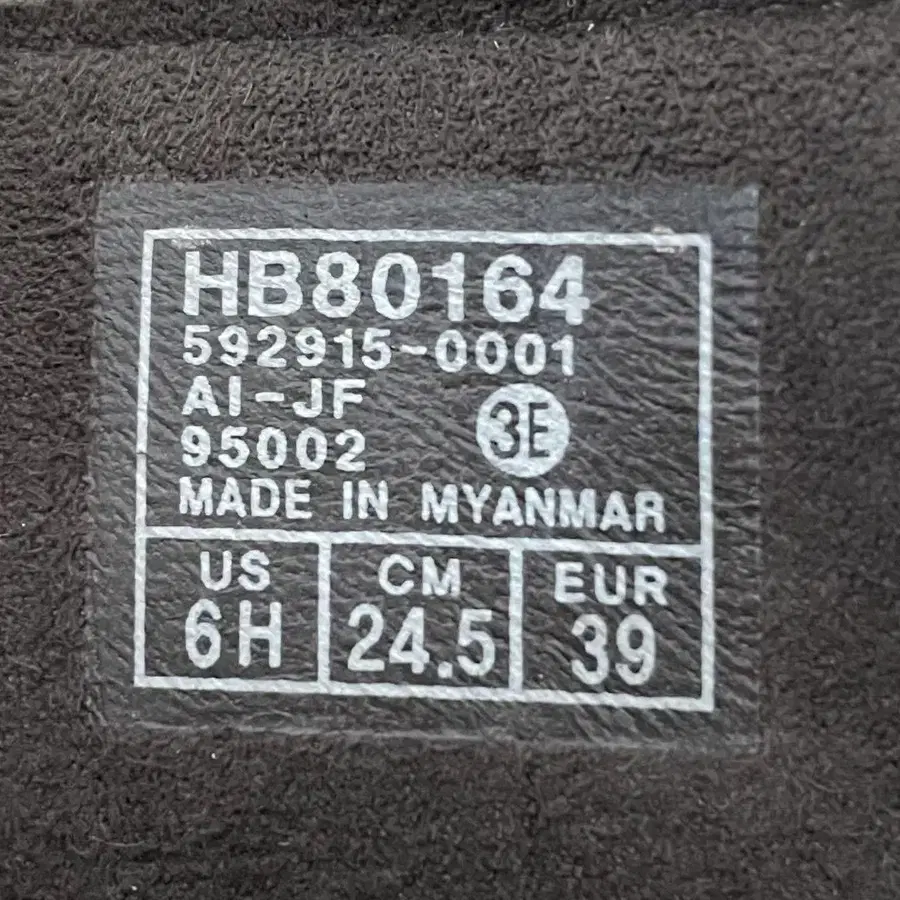 HB80164
592915-0001
AI-JF
95002 3E
MADE IN MYANMAR
US CM EUR
6H 24.5 39